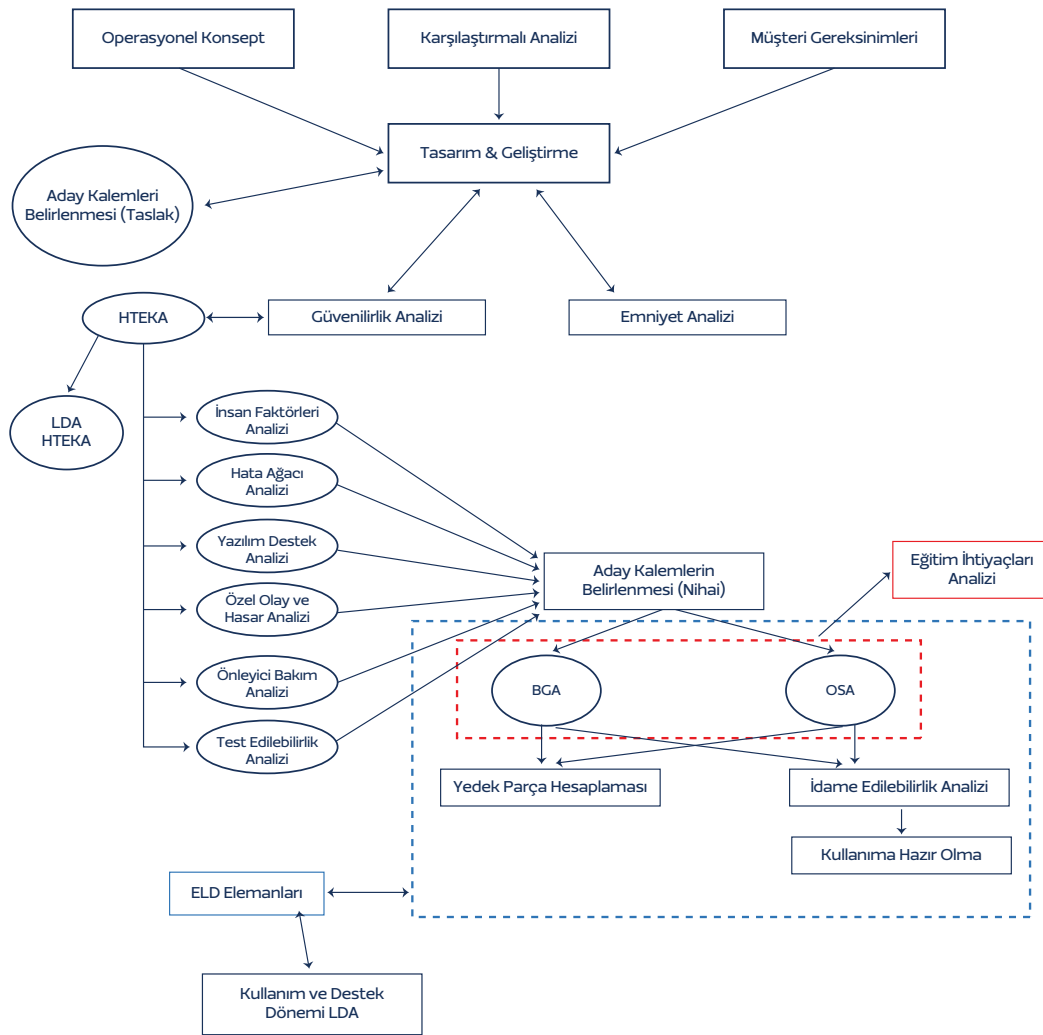 Operasyonel Konsept
Karşılaştırmalı Analizi
Müşteri Gereksinimleri
Tasarım & Geliştirme
Aday Kalemleri
Belirlenmesi (Taslak)
HTEKA
Güvenilirlik Analizi
Emniyet Analizi
LDA
HTEKA
İnsan Faktörleri
Analizi
Hata Ağacı
Analizi
Yazılım Destek
Analizi
Özel Olay ve
Hasar Analizi
Önleyici Bakım
Analizi
Test Edilebilirlik
Analizi
Aday Kalemlerin
Belirlenmesi (Nihai)
Eğitim İhtiyaçları
Analizi
BGA
OSA
Yedek Parça Hesaplaması
İdame Edilebilirlik Analizi
Kullanıma Hazır Olma
ELD Elemanları
Kullanım ve Destek
Dönemi LDA